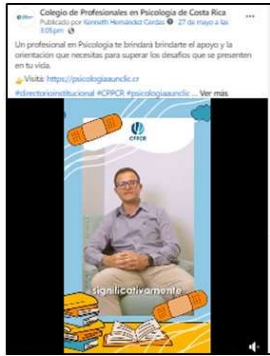 Colegio de Profesionales en Psicología de Costa Rica
Publicado por Kenneth Hernández Cerdas
27 de mayo a las
3:05 pm
Un profesional en Psicología te brindará brindarte el apoyo y la
orientación que necesitas para superar los desafíos que se presenten
en tu vida.
Visitá: https://psicologiaaunclic.cr
#directorioinstitucional #CPPCR #psicologiaaunclic ... Ver más
CPPCR
significativamente